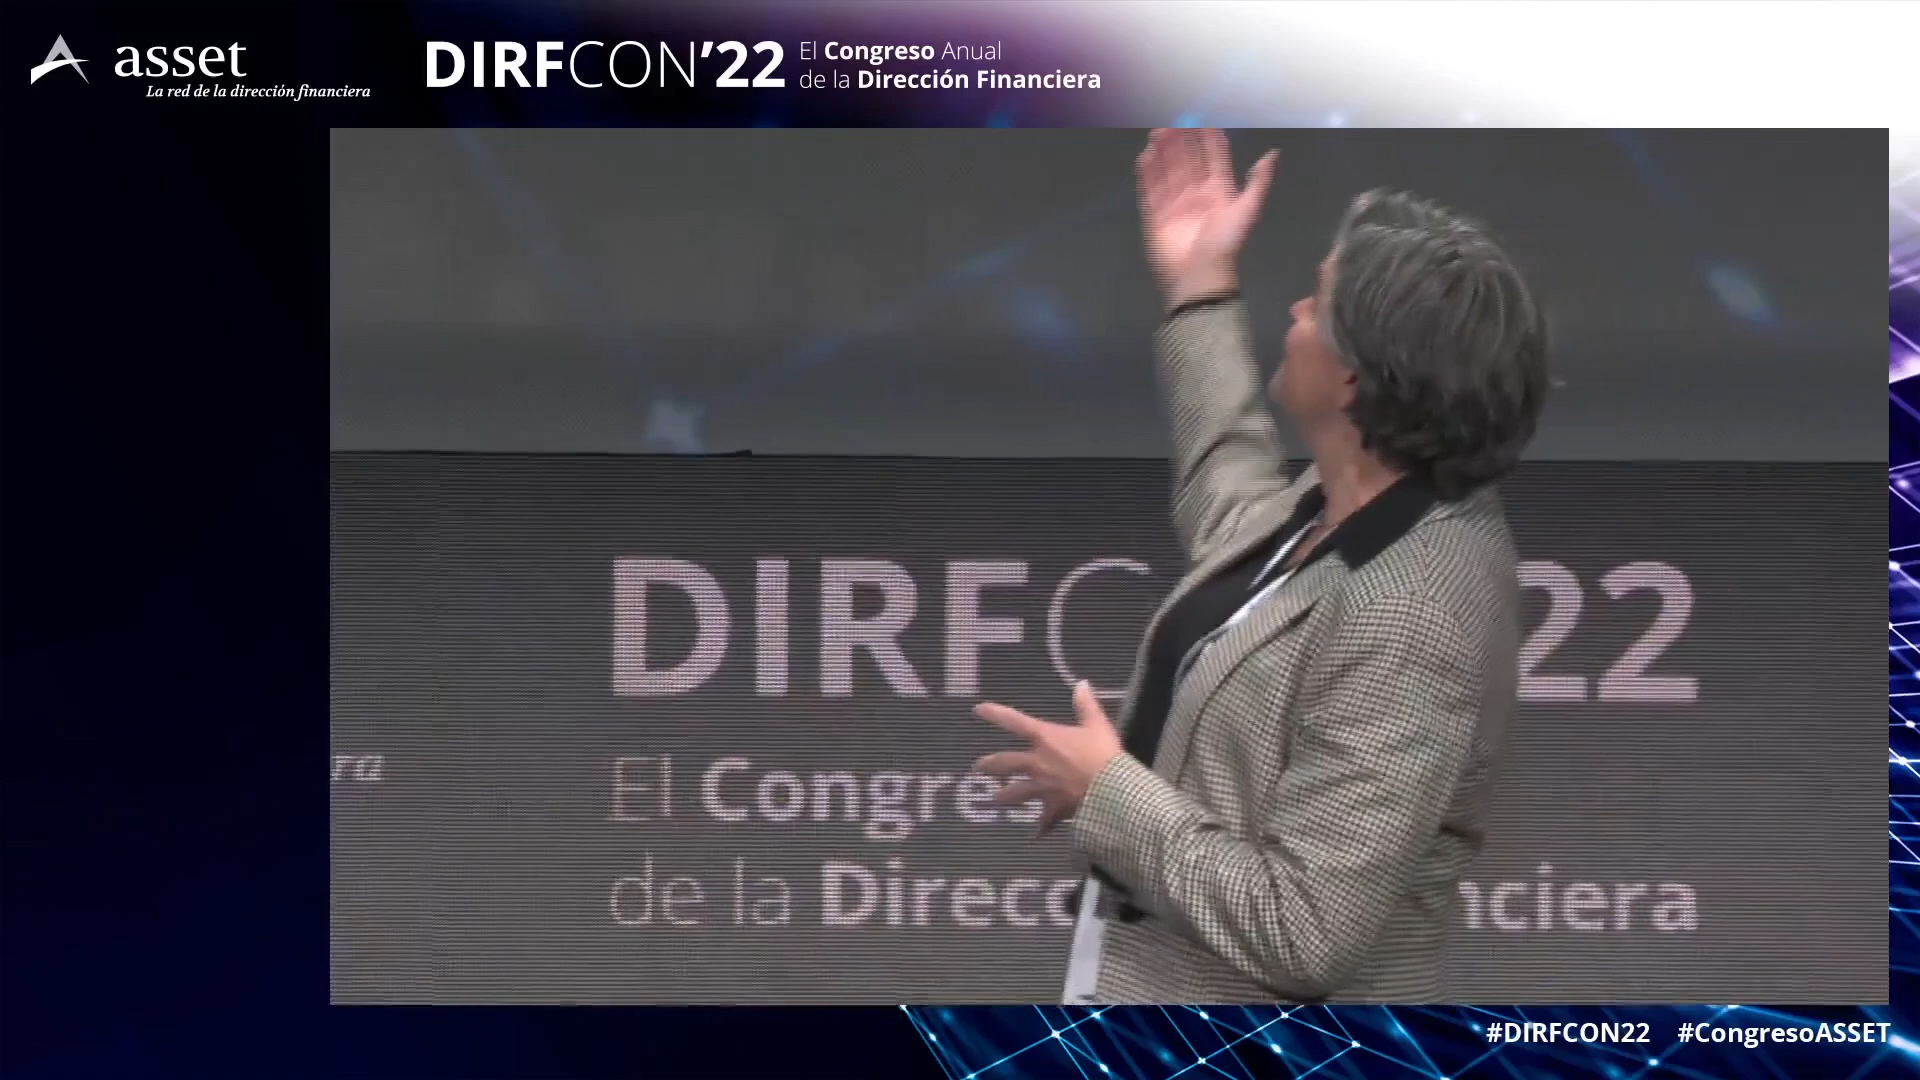 asset
La red de la dirección financiera
DIRFCON'22
El Congreso Anual
de la Dirección Financiera
DIRFC 22
ra
El Congres
de la Direcc nciera
#DIRFCON22 #CongresoASSET